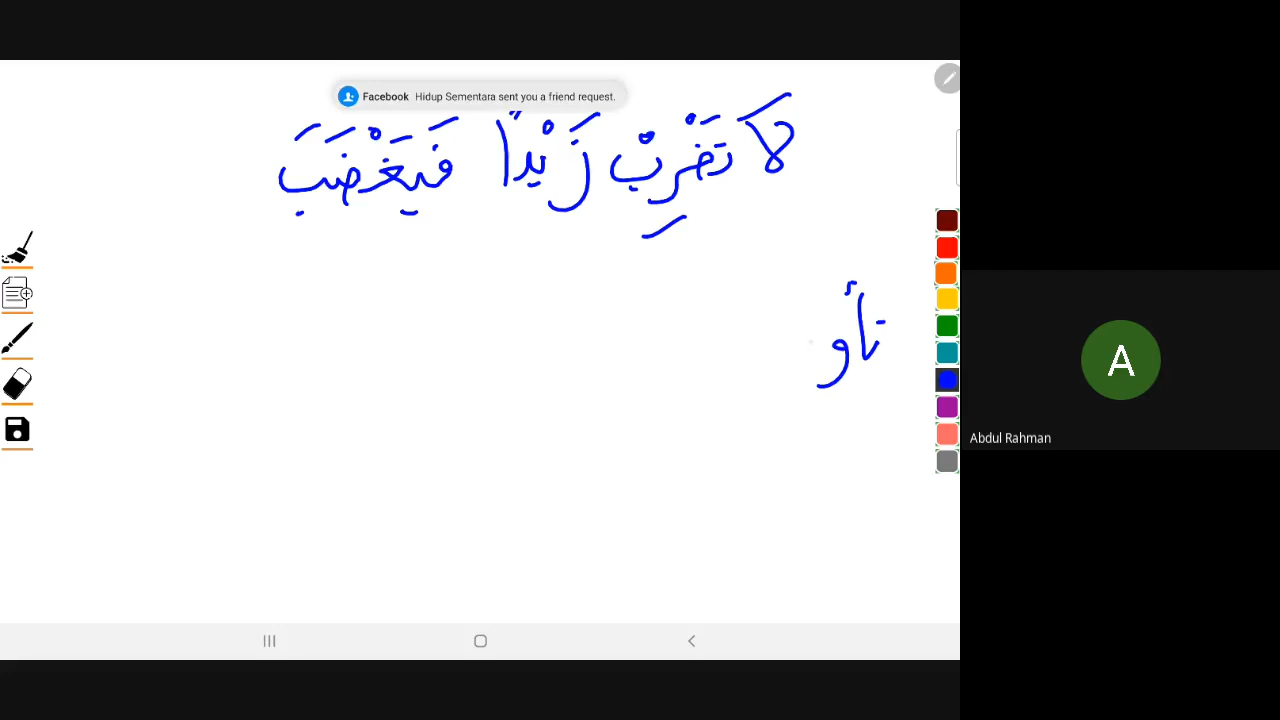 Facebook Hidup Sementara sent you a friend request.
لَا تَضْرِبْ زَيْدًا فَيَغْضَبَ
A
Abdul Rahman